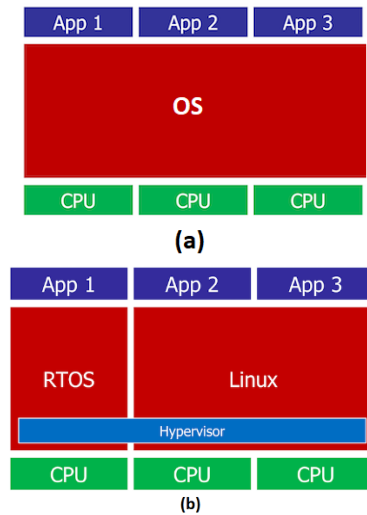 App 1 App 2 App 3
OS
CPU CPU CPU
(a)
App 1 App 2 App 3
RTOS Linux
Hypervisor
CPU CPU CPU
(b)